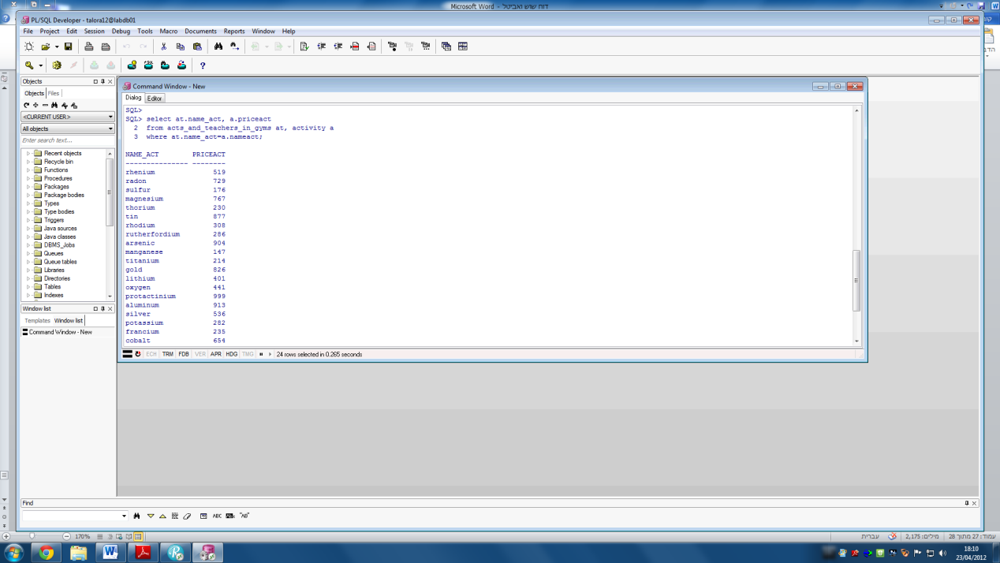 דוח שוש ואביטל - Microsoft Word
PL/SQL Developer - talora12@labdb01
File Project Edit Session Debug Tools Macro Documents Reports Window Help
Objects
Objects Files
<CURRENT USER>
All objects
Enter search text...
Recent objects
Recycle bin
Functions
Procedures
Packages
Package bodies
Types
Type bodies
Triggers
Java sources
Java classes
DBMS_Jobs
Queues
Queue tables
Libraries
Directories
Tables
Indexes
Window list
Templates Window list
Command Window - New
Command Window - New
Dialog Editor
SQL>
SQL> select at.name_act, a.priceact
2 from acts_and_teachers_in_gyms at, activity a
3 where at.name_act=a.nameact;
NAME_ACT PRICEACT
--------------- --------
rhenium 519
radon 729
sulfur 176
magnesium 767
thorium 230
tin 877
rhodium 308
rutherfordium 286
arsenic 904
manganese 147
titanium 214
gold 826
lithium 401
oxygen 441
protactinium 999
aluminum 913
silver 536
potassium 282
francium 235
cobalt 654
ECH TRM FDB VER APR HDG TMG 24 rows selected in 0.265 seconds
Find
ABC "AB"
170% עברית מילים: 2,175 עמוד: 27 מתוך 28
18:10
23/04/2012